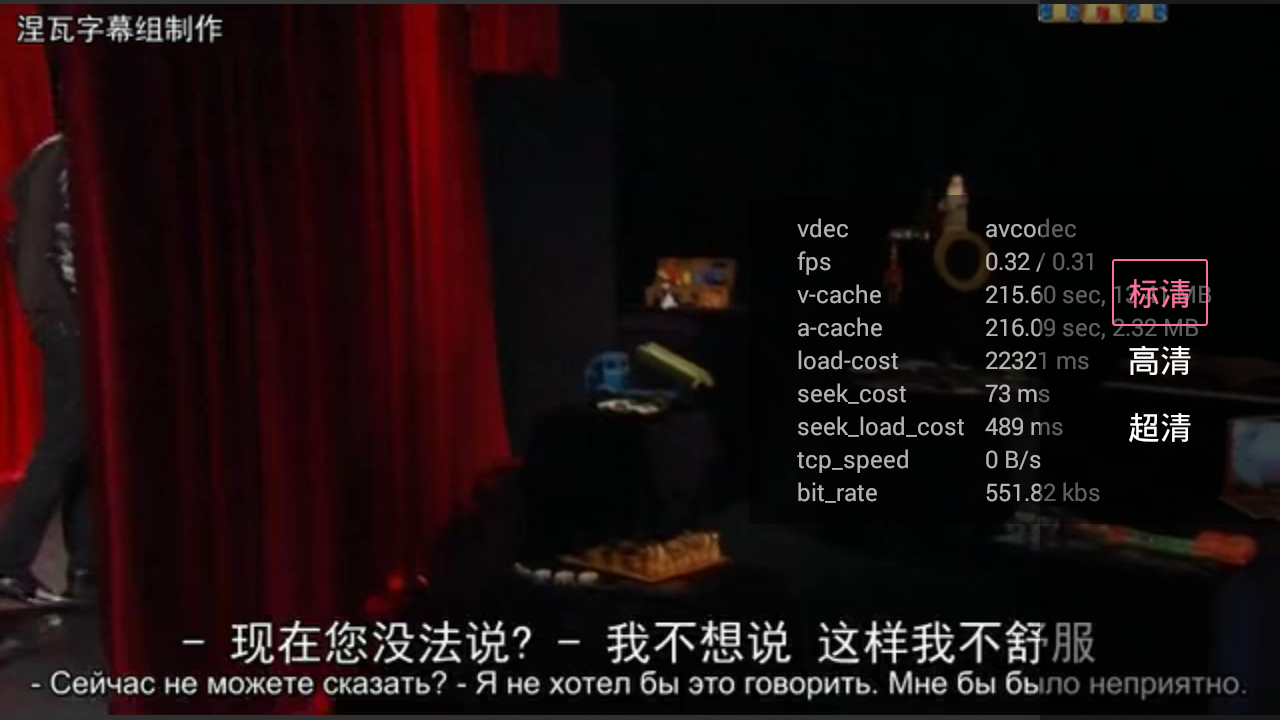 涅瓦字幕组制作
vdec avcodec
fps 0.32 / 0.31
v-cache 215.60 sec, MB
标清
a-cache 216.09 sec, 2.32 MB
load-cost 22321 ms
高清
seek_cost 73 ms
seek_load_cost 489 ms
超清
tcp_speed 0 B/s
bit_rate 551.82 kbs
- 现在您没法说? - 我不想说 这样我不舒服
- Сейчас не можете сказать? - Я не хотел бы это говорить. Мне бы было неприятно.